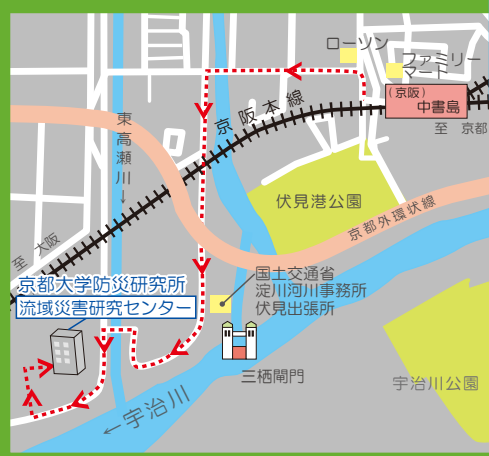 ローソン
ファミリー
マート
(京阪)
中書島
至 京都
京阪本線
東高瀬川→
伏見港公園
京都外環状線
至 大阪
京都大学防災研究所
流域災害研究センター
国土交通省
淀川河川事務所
伏見出張所
三栖閘門
宇治川公園
←宇治川